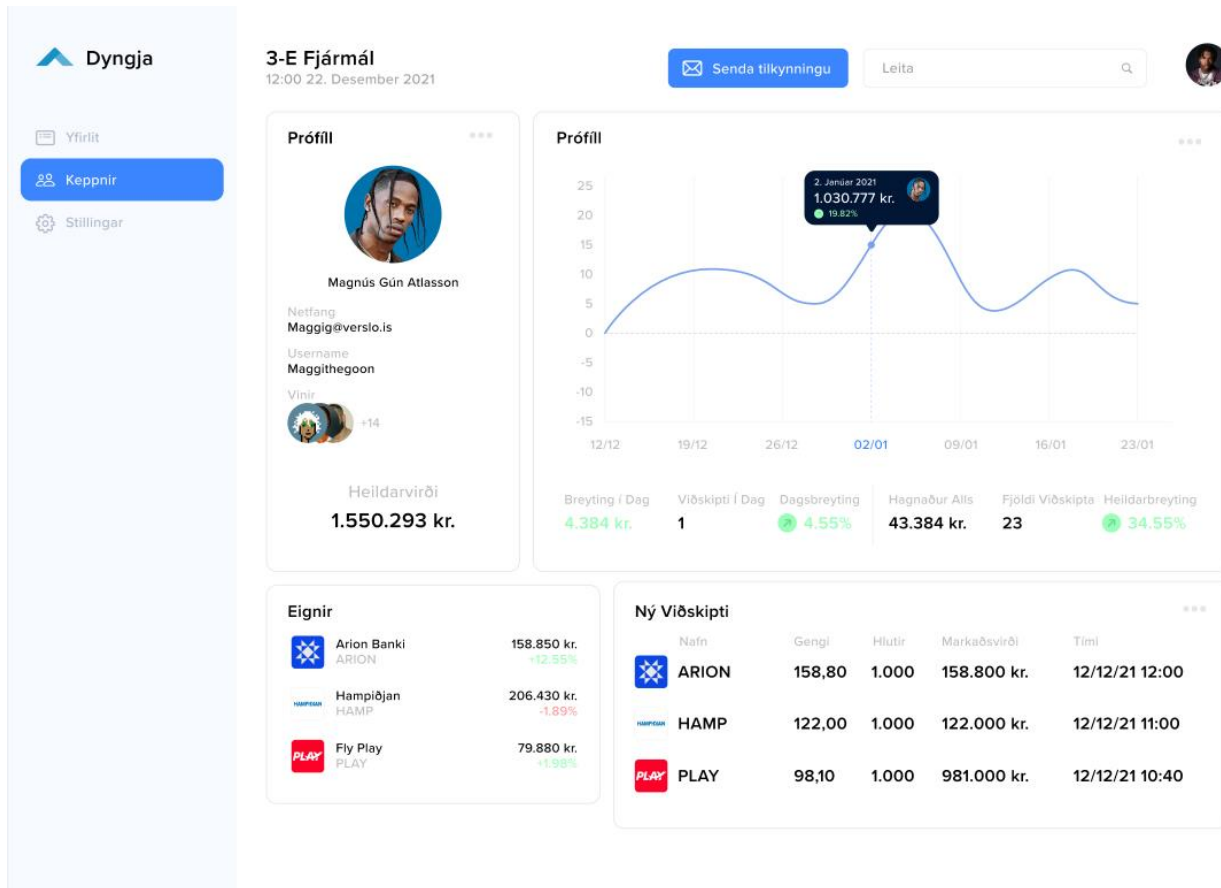 Dyngja
Yfirlit
Keppnir
Stillingar
3-E Fjármál
12:00 22. Desember 2021
Senda tilkynningu
Leita
Prófíll
Magnús Gún Atlasson
Netfang
Maggig@verslo.is
Username
Maggithegoon
Vinir
+14
Heildarvirði
1.550.293 kr.
Prófíll
2. Janúar 2021
1.030.777 kr.
19.82%
25
20
15
10
5
0
-5
-10
-15
12/12 19/12 26/12 02/01 09/01 16/01 23/01
Breyting í Dag Viðskipti Í Dag Dagsbreyting Hagnaður Alls Fjöldi Viðskipta Heildarbreyting
4.384 kr. 1 4.55% 43.384 kr. 23 34.55%
Eignir
Arion Banki 158.850 kr.
ARION +12.55%
HAMPIÐJAN
Hampiðjan 206.430 kr.
HAMP -1.89%
PLAY
Fly Play 79.880 kr.
PLAY +1.98%
Ný Viðskipti
Nafn Gengi Hlutir Markaðsvirði Tími
ARION 158,80 1.000 158.800 kr. 12/12/21 12:00
HAMPIÐJAN HAMP 122,00 1.000 122.000 kr. 12/12/21 11:00
PLAY PLAY 98,10 1.000 981.000 kr. 12/12/21 10:40